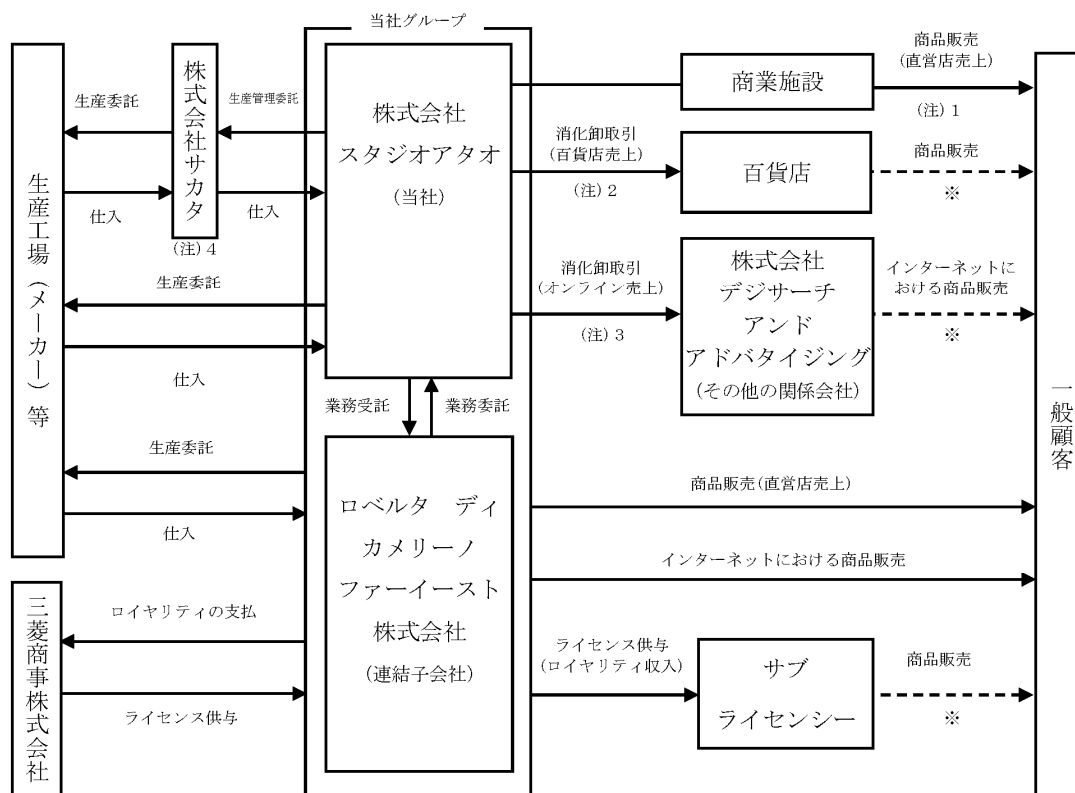 当社グループ
生産工場(メーカー)等
生産委託
仕入
株式会社サカタ
(注)4
生産管理委託
仕入
生産委託
仕入
株式会社
スタジオアタオ
(当社)
業務受託
業務委託
生産委託
仕入
ロベルタ ディ
カメリーノ
ファーイースト
株式会社
(連結子会社)
三菱商事株式会社
ロイヤリティの支払
ライセンス供与
商業施設
商品販売
(直営店売上)
(注)1
消化卸取引
(百貨店売上)
(注)2
百貨店
商品販売
※
消化卸取引
(オンライン売上)
(注)3
株式会社
デジサーチ
アンド
アドバタイジング
(その他の関係会社)
インターネットに
おける商品販売
※
商品販売(直営店売上)
インターネットにおける商品販売
ライセンス供与
(ロイヤリティ収入)
サブ
ライセンシー
商品販売
※
一般顧客